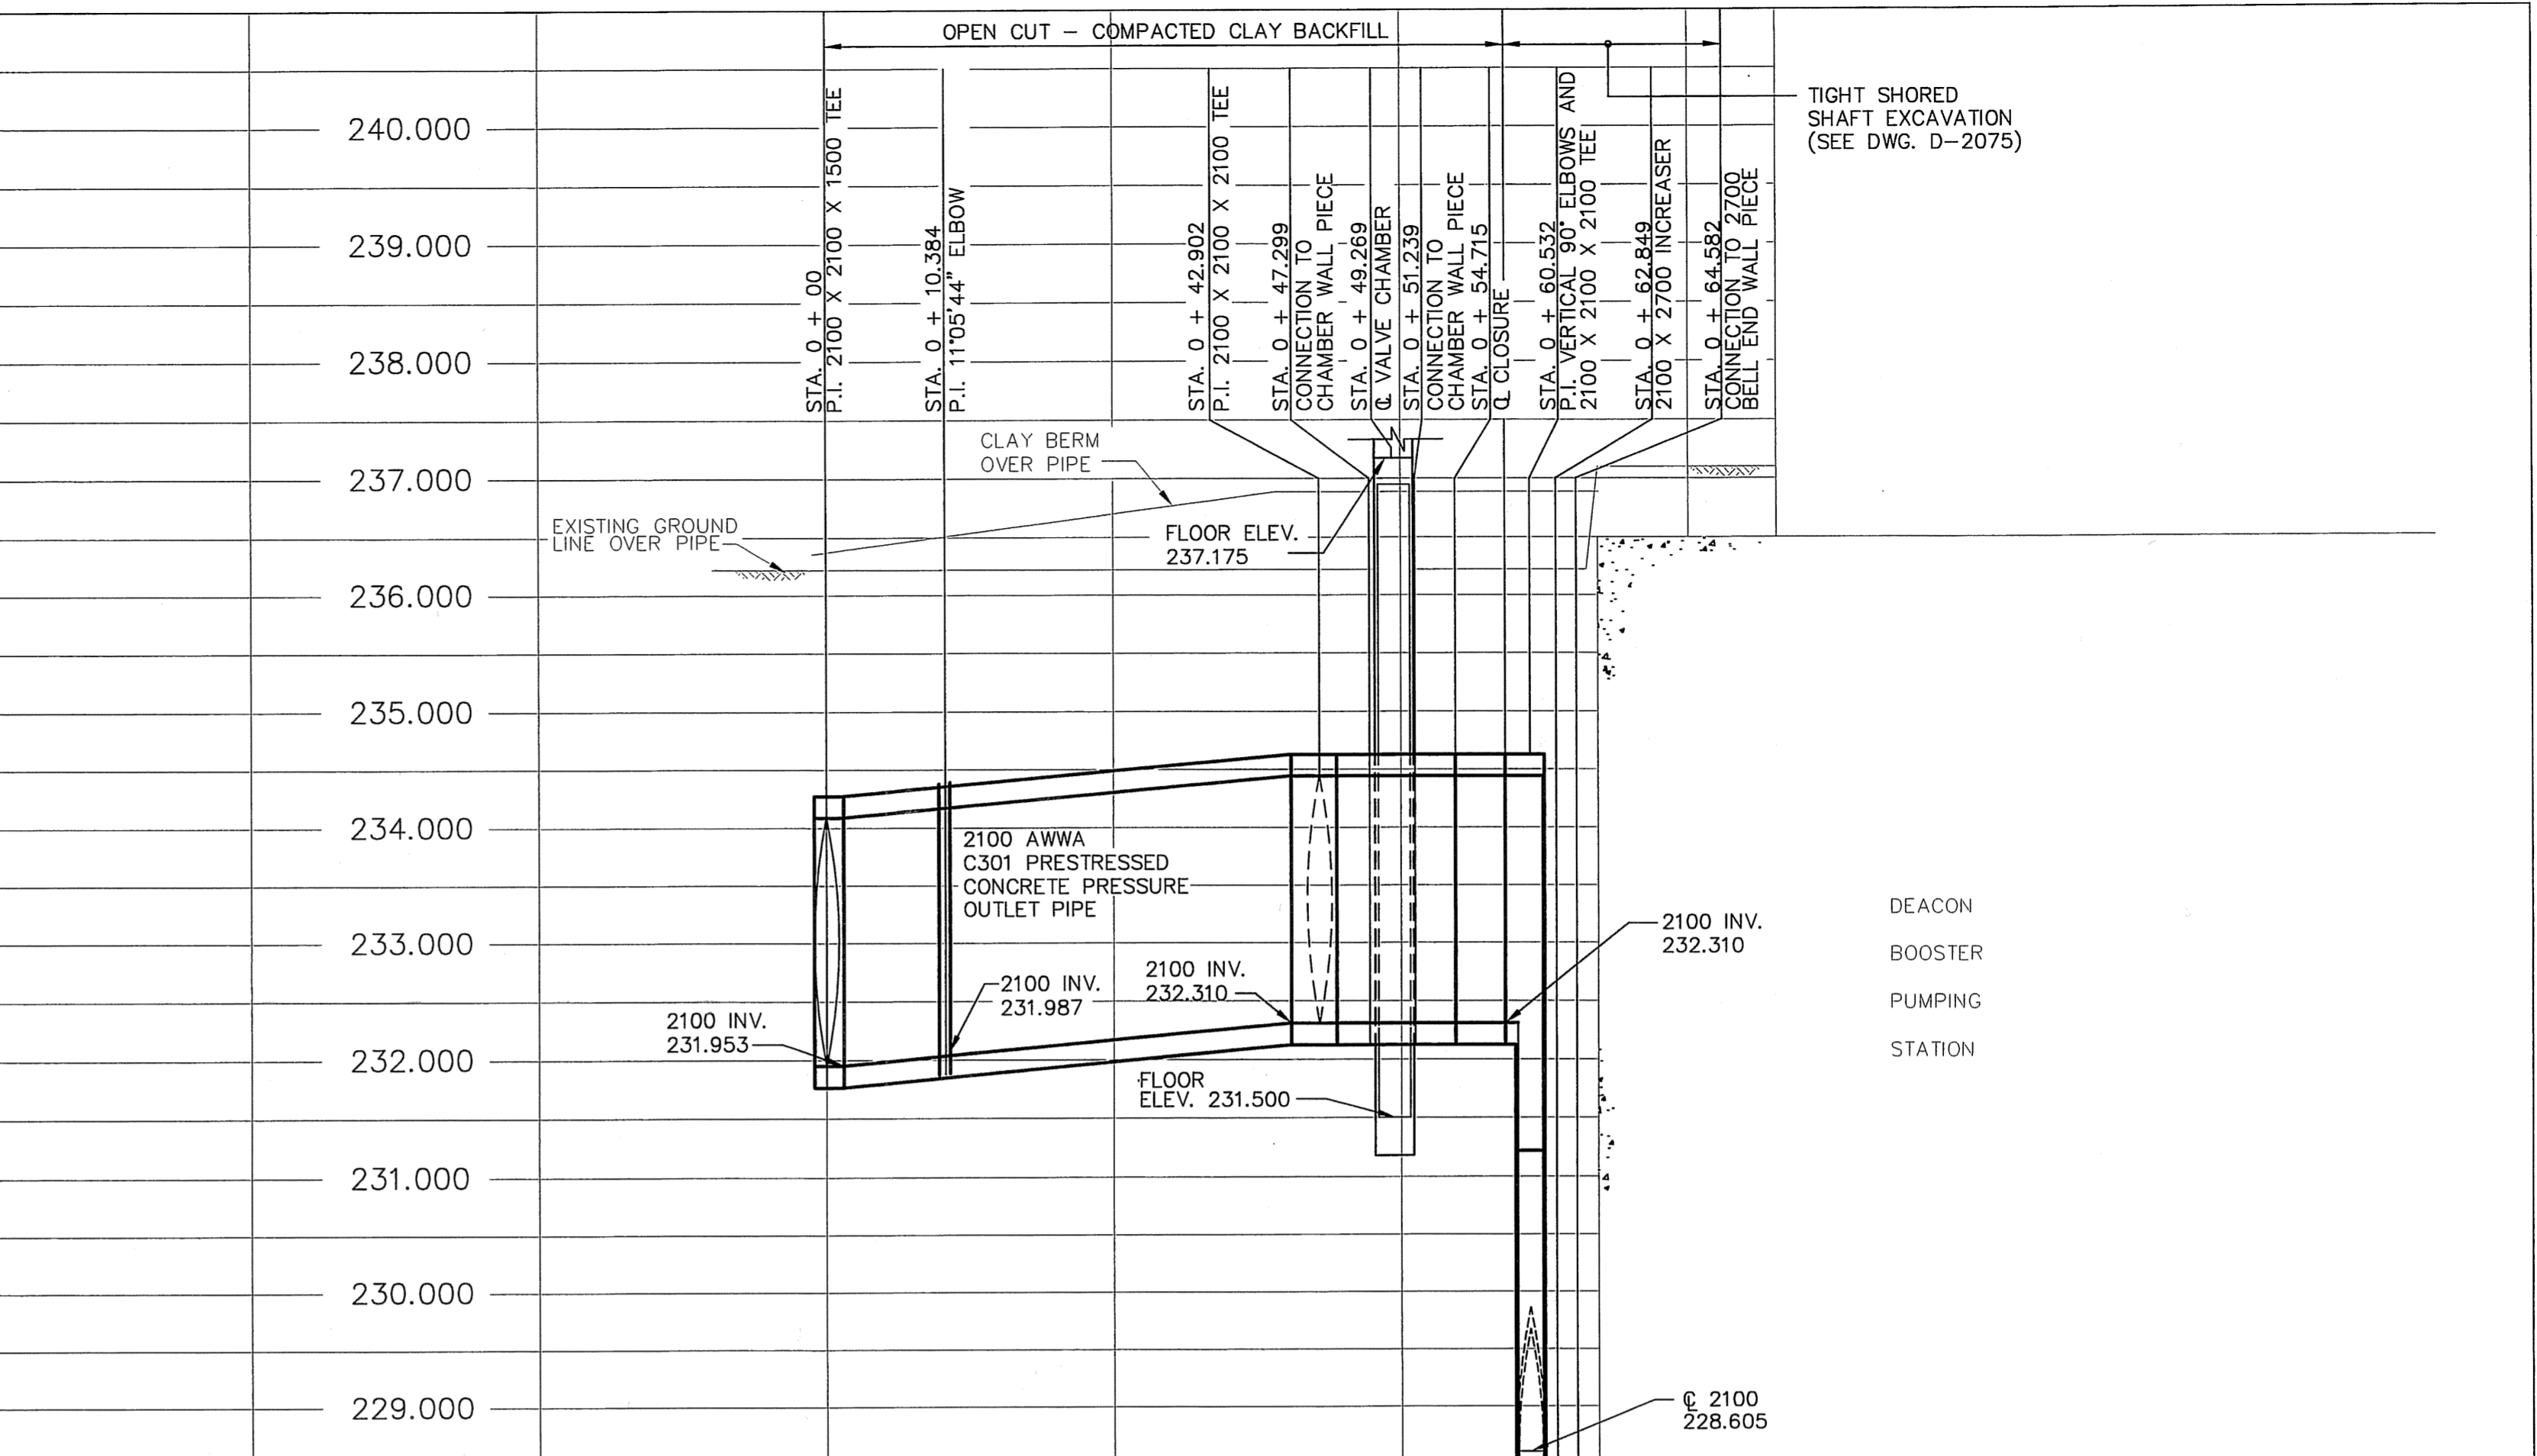 OPEN CUT – COMPACTED CLAY BACKFILL
TIGHT SHORED
SHAFT EXCAVATION
(SEE DWG. D-2075)
240.000
239.000
238.000
237.000
236.000
235.000
234.000
233.000
232.000
231.000
230.000
229.000
STA. 0 + 00
P.I. 2100 X 2100 X 1500 TEE
STA. 0 + 10.384
P.I. 11°05'44" ELBOW
STA. 0 + 42.902
P.I. 2100 X 2100 X 2100 TEE
STA. 0 + 47.299
CONNECTION TO
CHAMBER WALL PIECE
STA. 0 + 49.269
℄ VALVE CHAMBER
STA. 0 + 51.239
CONNECTION TO
CHAMBER WALL PIECE
STA. 0 + 54.715
℄ CLOSURE
STA. 0 + 60.532
P.I. VERTICAL 90° ELBOWS AND
2100 X 2100 X 2100 TEE
STA. 0 + 62.849
2100 X 2700 INCREASER
STA. 0 + 64.582
CONNECTION TO 2700
BELL END WALL PIECE
CLAY BERM
OVER PIPE
EXISTING GROUND
LINE OVER PIPE
FLOOR ELEV.
237.175
2100 AWWA
C301 PRESTRESSED
CONCRETE PRESSURE
OUTLET PIPE
2100 INV.
231.953
2100 INV.
231.987
2100 INV.
232.310
2100 INV.
232.310
FLOOR
ELEV. 231.500
DEACON
BOOSTER
PUMPING
STATION
℄ 2100
228.605